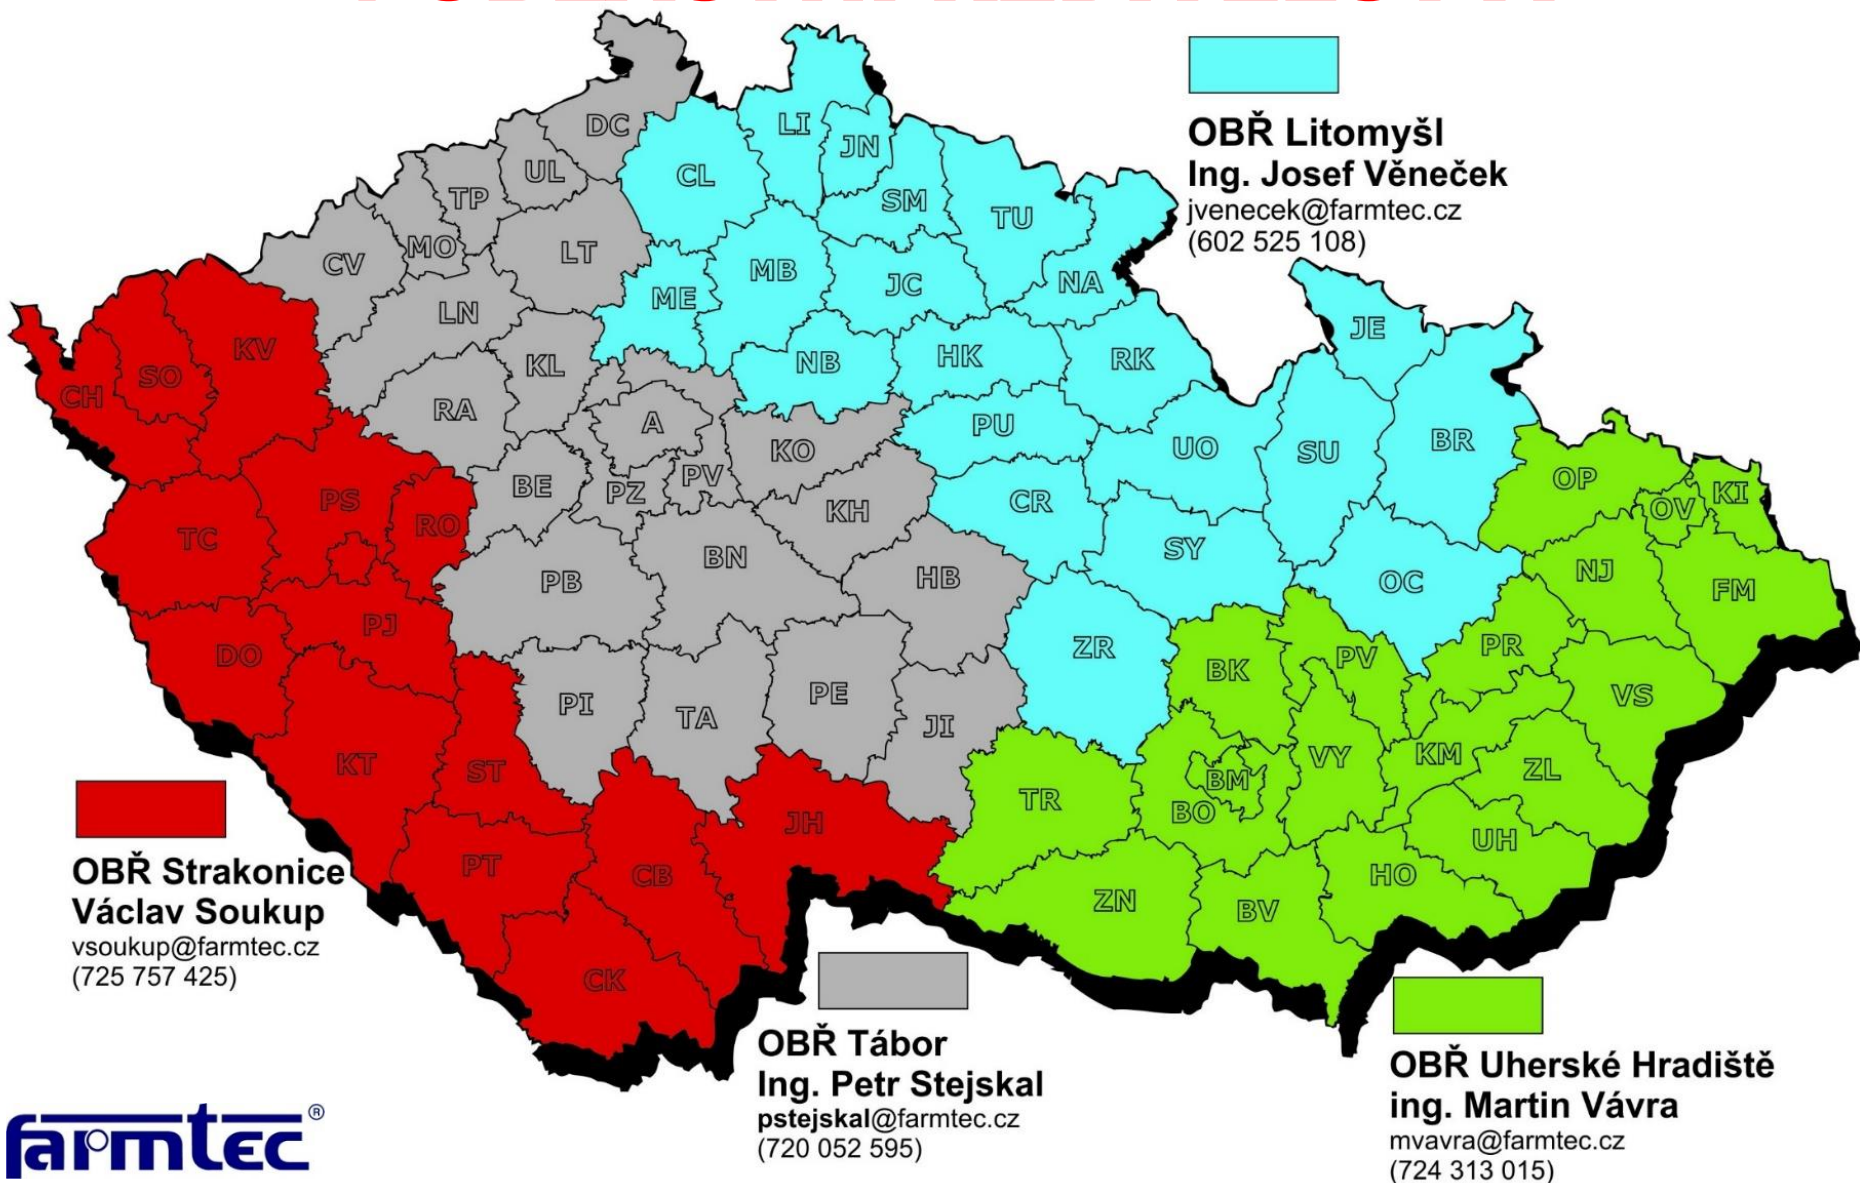 DC
LI
JN
CL
UL
TP
SM
TU
MO
LT
CV
MB
JC
NA
ME
LN
KV
KL
NB
HK
RK
JE
SO
CH
RA
A
KO
PU
UO
SU
BR
PS
BE
PZ
PV
KH
CR
OP
OV
KI
RO
TC
PB
BN
HB
SY
OC
NJ
FM
PJ
DO
ZR
BK
PV
PR
VS
PI
TA
PE
JI
KT
ST
TR
BO
BM
VY
KM
ZL
JH
PT
CB
ZN
BV
HO
UH
CK
OBŘ Litomyšl
Ing. Josef Věneček
jvenecek@farmtec.cz
(602 525 108)
OBŘ Strakonice
Václav Soukup
vsoukup@farmtec.cz
(725 757 425)
OBŘ Tábor
Ing. Petr Stejskal
pstejskal@farmtec.cz
(720 052 595)
OBŘ Uherské Hradiště
ing. Martin Vávra
mvavra@farmtec.cz
(724 313 015)
farmtec®